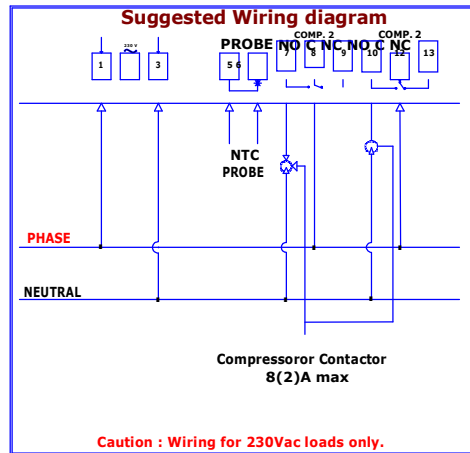 Suggested Wiring diagram
COMP. 2 COMP. 2
PROBE NO C NC NO C NC
230 V
1 3 5 6 7 8 9 10 12 13
NTC
PROBE
PHASE
NEUTRAL
Compressoror Contactor
8(2)A max
Caution : Wiring for 230Vac loads only.